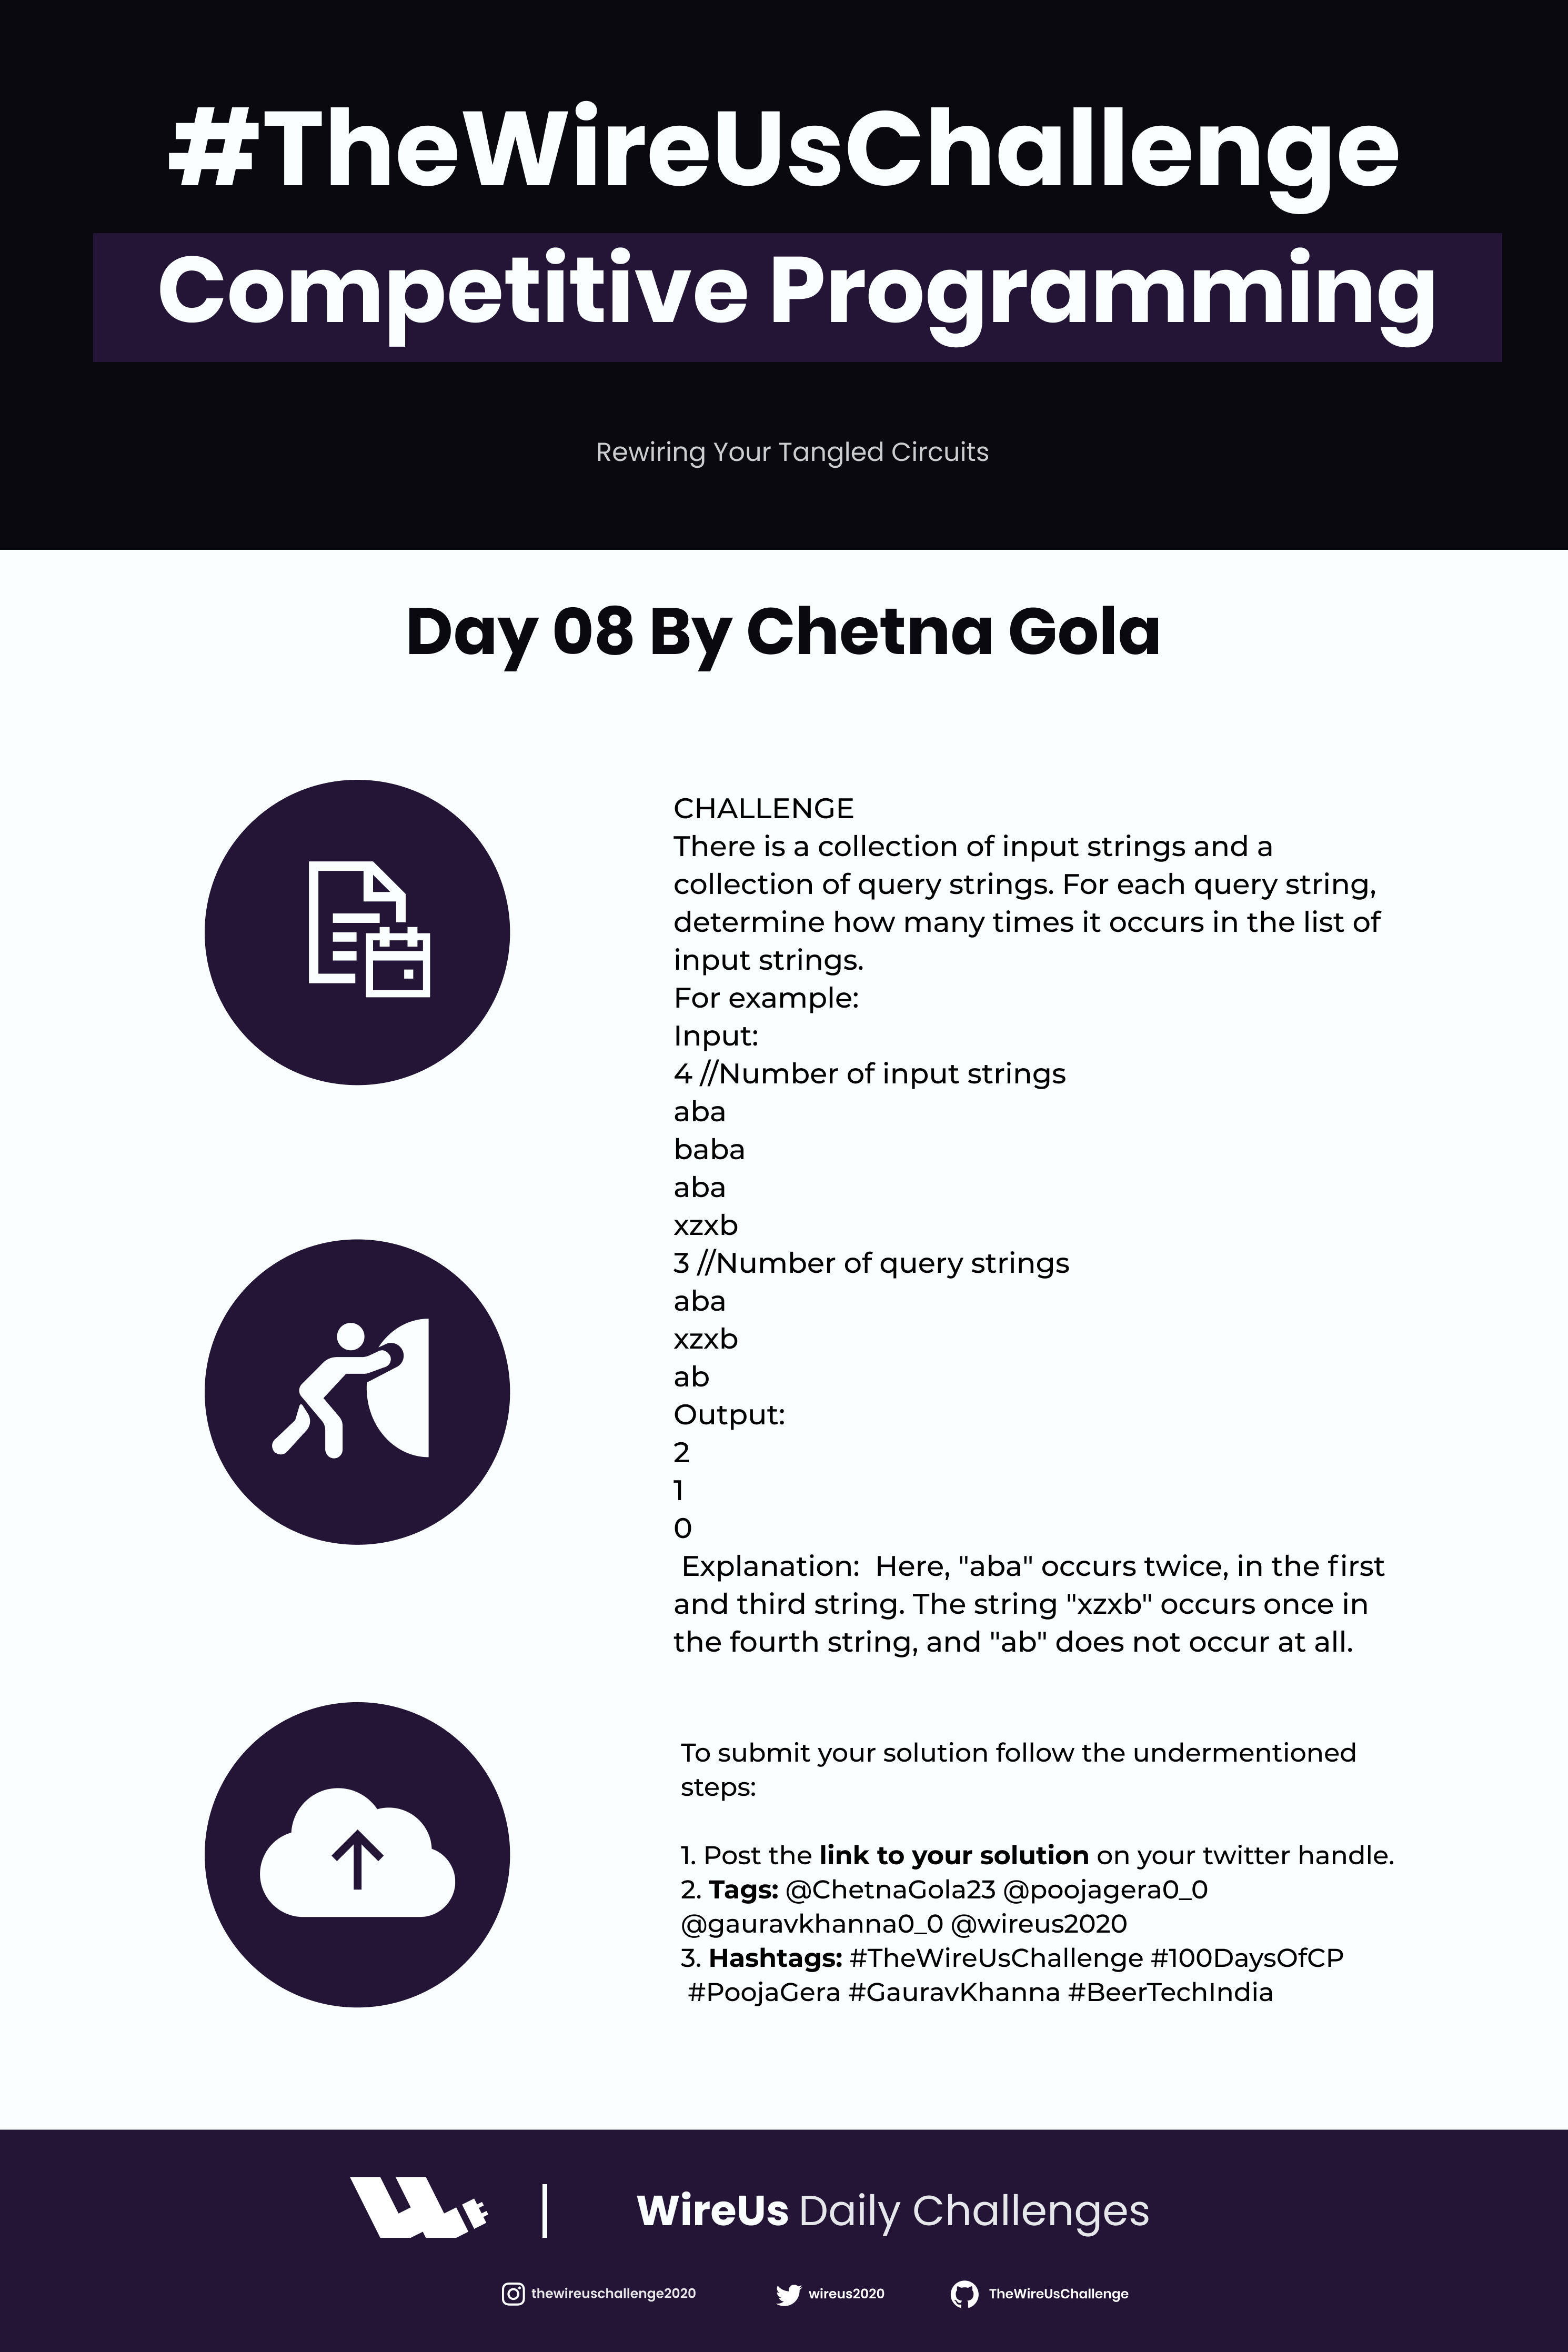 #TheWireUsChallenge
Competitive Programming
Rewiring Your Tangled Circuits
Day 08 By Chetna Gola
CHALLENGE
There is a collection of input strings and a
collection of query strings. For each query string,
determine how many times it occurs in the list of
input strings.
For example:
Input:
4 //Number of input strings
aba
baba
aba
xzxb
3 //Number of query strings
aba
xzxb
ab
Output:
2
1
0
Explanation:  Here, "aba" occurs twice, in the first
and third string. The string "xzxb" occurs once in
the fourth string, and "ab" does not occur at all.
To submit your solution follow the undermentioned
steps:
1. Post the link to your solution on your twitter handle.
2. Tags: @ChetnaGola23 @poojagera0_0
@gauravkhanna0_0 @wireus2020
3. Hashtags: #TheWireUsChallenge #100DaysOfCP
#PoojaGera #GauravKhanna #BeerTechIndia
WireUs Daily Challenges
thewireuschallenge2020 wireus2020 TheWireUsChallenge